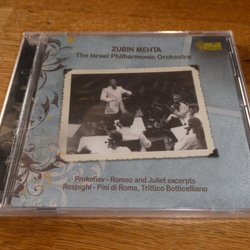 ZUBIN MEHTA
The Israel Philharmonic Orchestra
Prokofiev - Romeo and Juliet excerpts
Respighi - Pini di Roma, Trittico Botticelliano